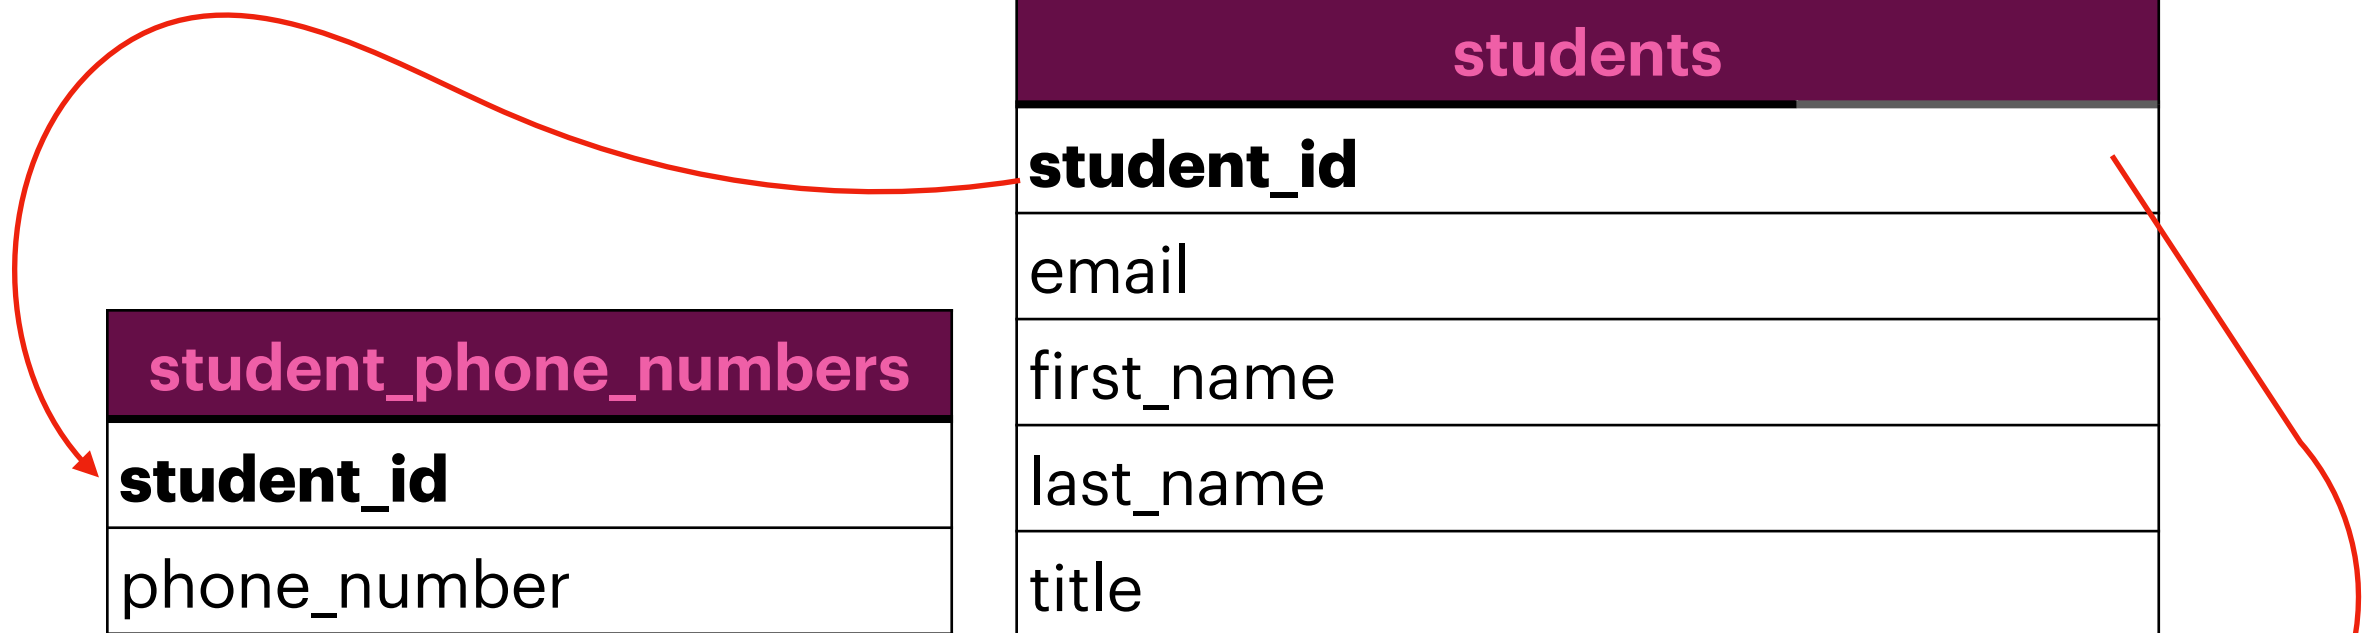 students
student_id
email
first_name
last_name
title
student_phone_numbers
student_id
phone_number